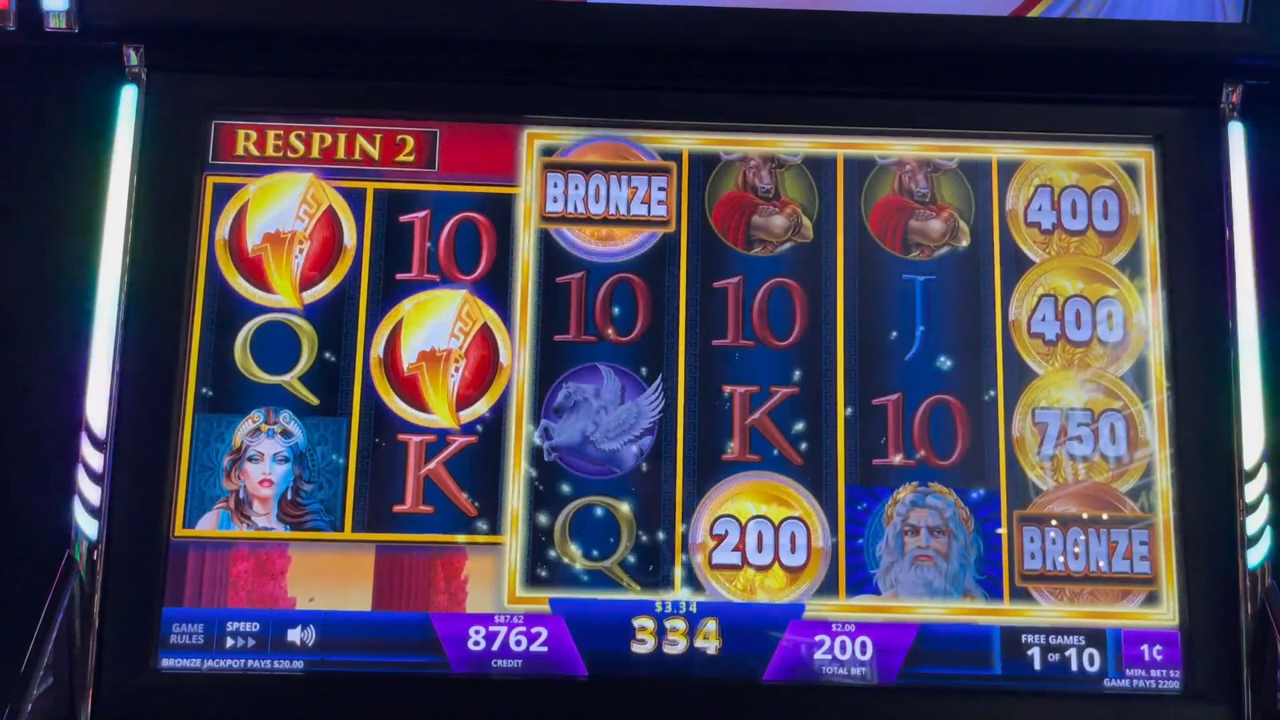 RESPIN 2
BRONZE
400
10
10
10
J
400
Q
K
10
750
K
Q
200
BRONZE
GAME RULES
SPEED
$87.62
8762
CREDIT
$3.34
334
$2.00
200
TOTAL BET
FREE GAMES
1 OF 10
1¢
MIN. BET $2
BRONZE JACKPOT PAYS $20.00
GAME PAYS 2200